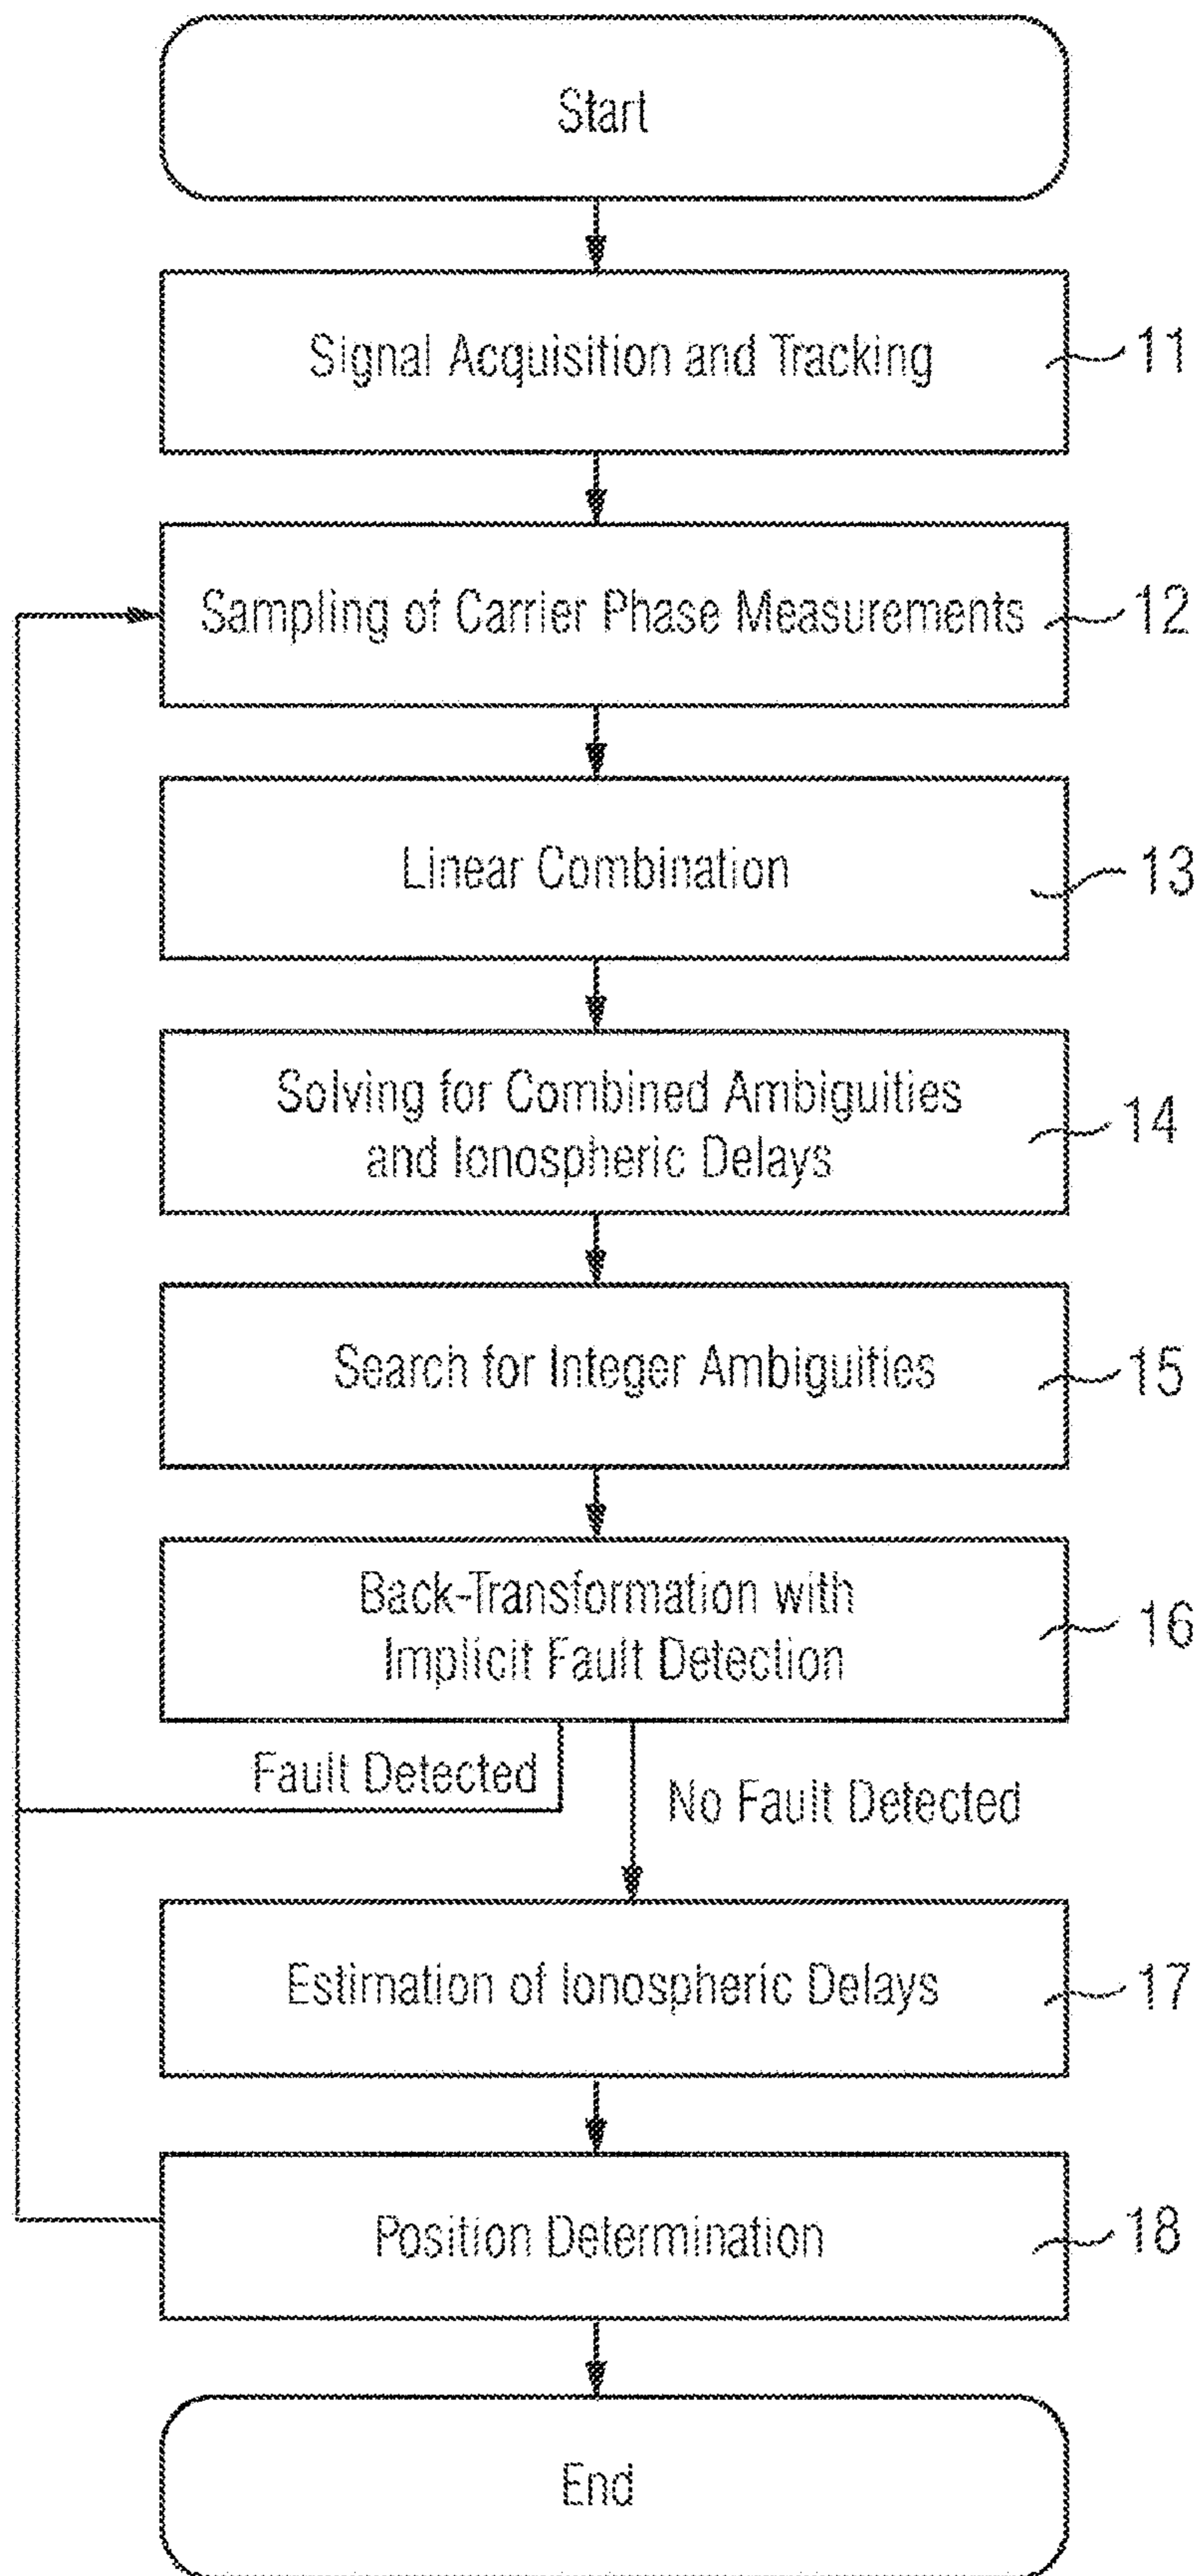 Start
Signal Acquisition and Tracking
11
Sampling of Carrier Phase Measurements
12
Linear Combination
13
Solving for Combined Ambiguities
and Ionospheric Delays
14
Search for Integer Ambiguities
15
Back-Transformation with
Implicit Fault Detection
16
Fault Detected
No Fault Detected
Estimation of Ionospheric Delays
17
Position Determination
18
End